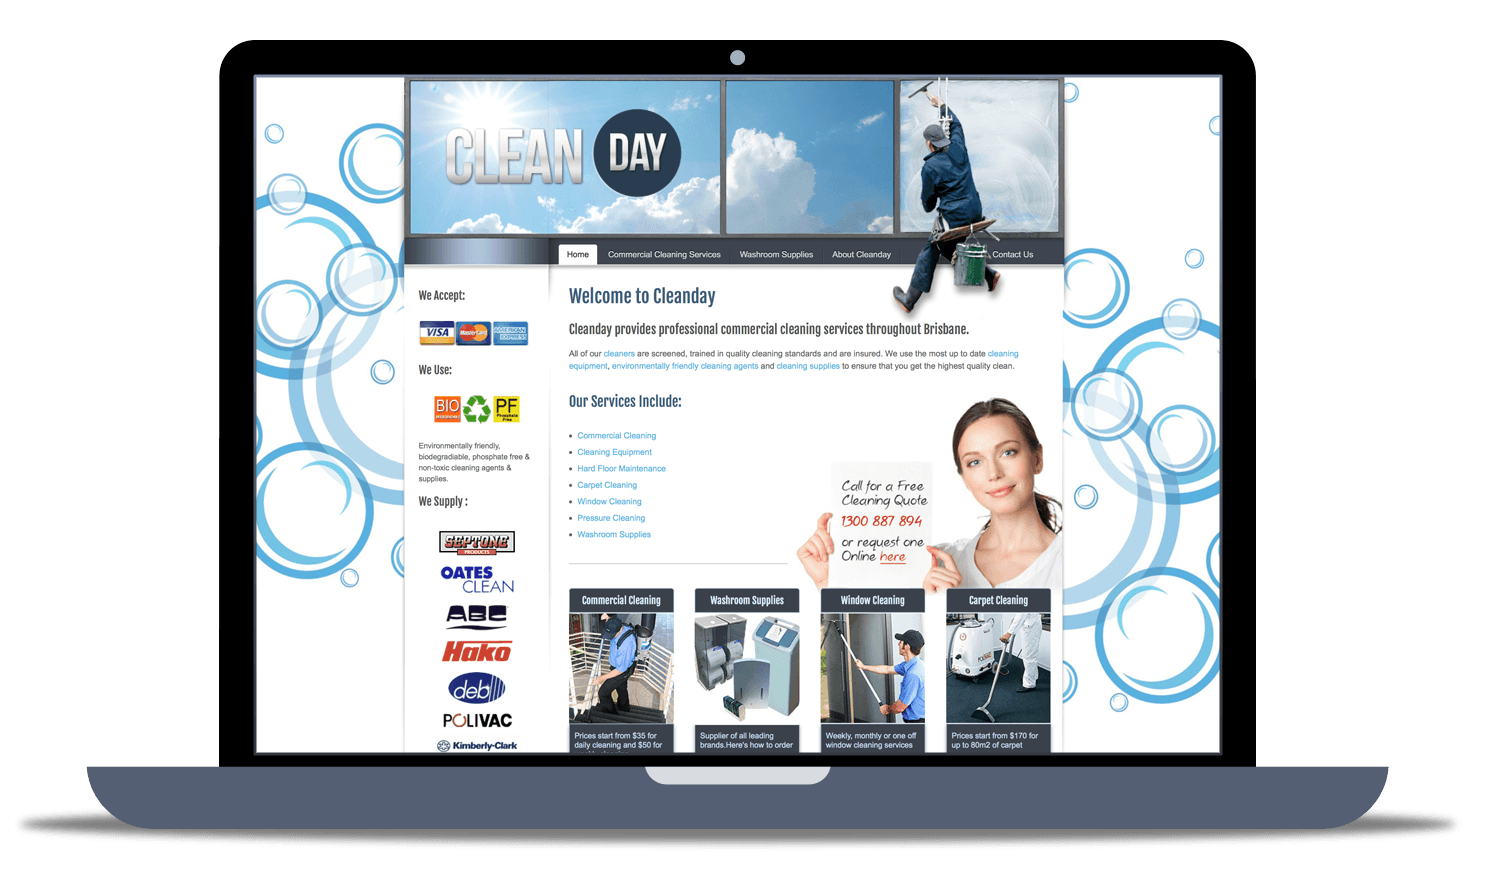 CLEAN DAY
Home Commercial Cleaning Services Washroom Supplies About Cleanday Contact Us
We Accept:
VISA MasterCard AMERICAN EXPRESS
We Use:
BIO PF
Phosphate Free
Environmentally friendly,
biodegradiable, phosphate free &
non-toxic cleaning agents &
supplies.
We Supply :
SEPTONE
PRODUCTS
OATES
CLEAN
ABC
Hako
deb
POLIVAC
Kimberly-Clark
Welcome to Cleanday
Cleanday provides professional commercial cleaning services throughout Brisbane.
All of our cleaners are screened, trained in quality cleaning standards and are insured. We use the most up to date cleaning
equipment, environmentally friendly cleaning agents and cleaning supplies to ensure that you get the highest quality clean.
Our Services Include:
Commercial Cleaning
Cleaning Equipment
Hard Floor Maintenance
Carpet Cleaning
Window Cleaning
Pressure Cleaning
Washroom Supplies
Call for a Free
Cleaning Quote
1300 887 894
or request one
Online here
Commercial Cleaning
Prices start from $35 for
daily cleaning and $50 for
Washroom Supplies
Supplier of all leading
brands.Here's how to order
Window Cleaning
Weekly, monthly or one off
window cleaning services
Carpet Cleaning
POLIVAC
Prices start from $170 for
up to 80m2 of carpet